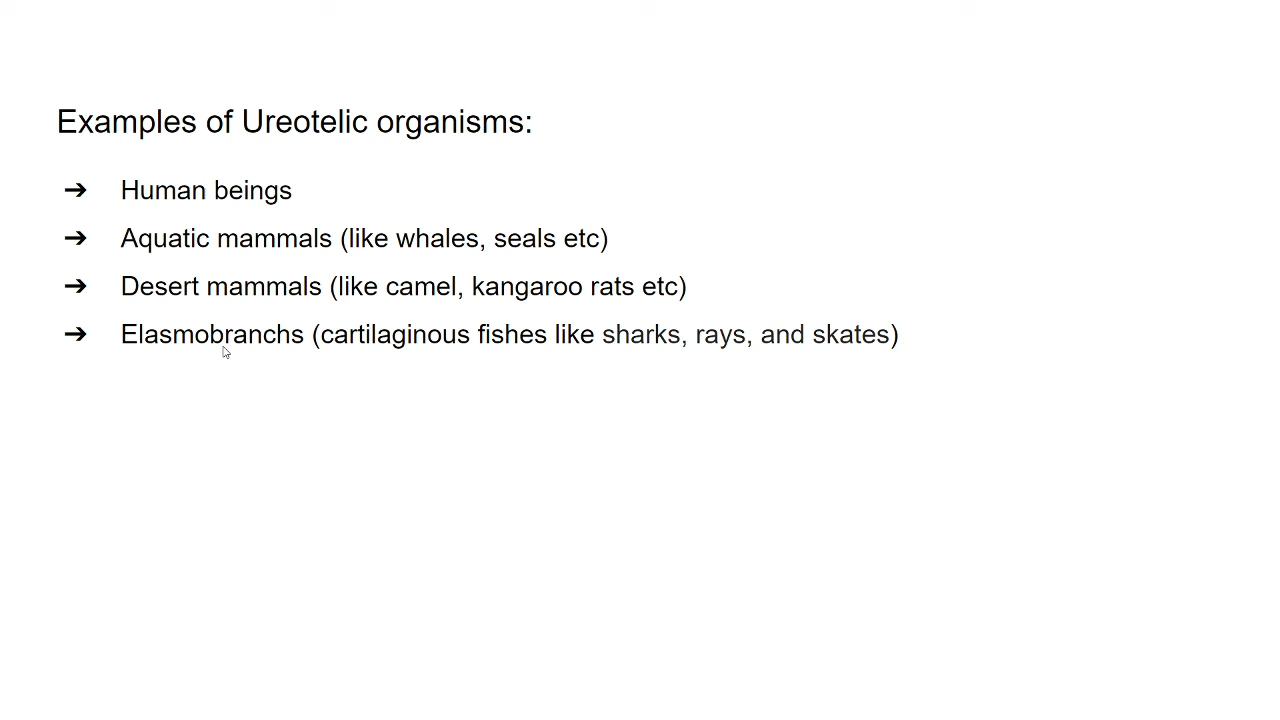 Examples of Ureotelic organisms:
➔ Human beings
➔ Aquatic mammals (like whales, seals etc)
➔ Desert mammals (like camel, kangaroo rats etc)
➔ Elasmobranchs (cartilaginous fishes like sharks, rays, and skates)